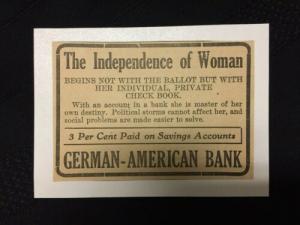 The Independence of Woman
BEGINS NOT WITH THE BALLOT BUT WITH
HER INDIVIDUAL, PRIVATE
CHECK BOOK.
With an account in a bank she is master of her
own destiny. Political storms cannot affect her, and
social problems are made easier to solve.
3 Per Cent Paid on Savings Accounts
GERMAN-AMERICAN BANK